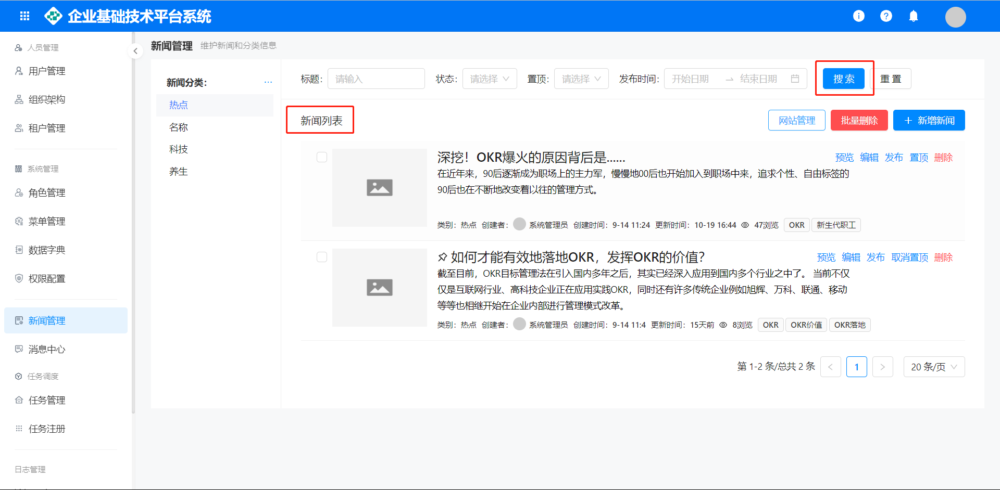 企业基础技术平台系统
人员管理
用户管理
组织架构
租户管理
系统管理
角色管理
菜单管理
数据字典
权限配置
新闻管理
消息中心
任务调度
任务管理
任务注册
日志管理
新闻管理 维护新闻和分类信息
新闻分类：
热点
名称
科技
养生
标题： 请输入 状态： 请选择 置顶： 请选择 发布时间： 开始日期 → 结束日期 搜 索 重 置
新闻列表 网站管理 批量删除 + 新增新闻
深挖！OKR爆火的原因背后是...... 预览 编辑 发布 置顶 删除
在近年来，90后逐渐成为职场上的主力军，慢慢地00后也开始加入到职场中来，追求个性、自由标签的
90后也在不断地改变着以往的管理方式。
类别：热点 创建者： 系统管理员 创建时间：9-14 11:24 更新时间：10-19 16:44 47浏览 OKR 新生代职工
如何才能有效地落地OKR，发挥OKR的价值？ 预览 编辑 发布 取消置顶 删除
截至目前，OKR目标管理法在引入国内多年之后，其实已经深入应用到国内多个行业之中了。 当前不仅
仅是互联网行业、高科技企业正在应用实践OKR，同时还有许多传统企业例如旭辉、万科、联通、移动
等等也相继开始在企业内部进行管理模式改革。
类别：热点 创建者： 系统管理员 创建时间：9-14 11:4 更新时间：15天前 8浏览 OKR OKR价值 OKR落地
第 1-2 条/总共 2 条 < 1 > 20 条/页